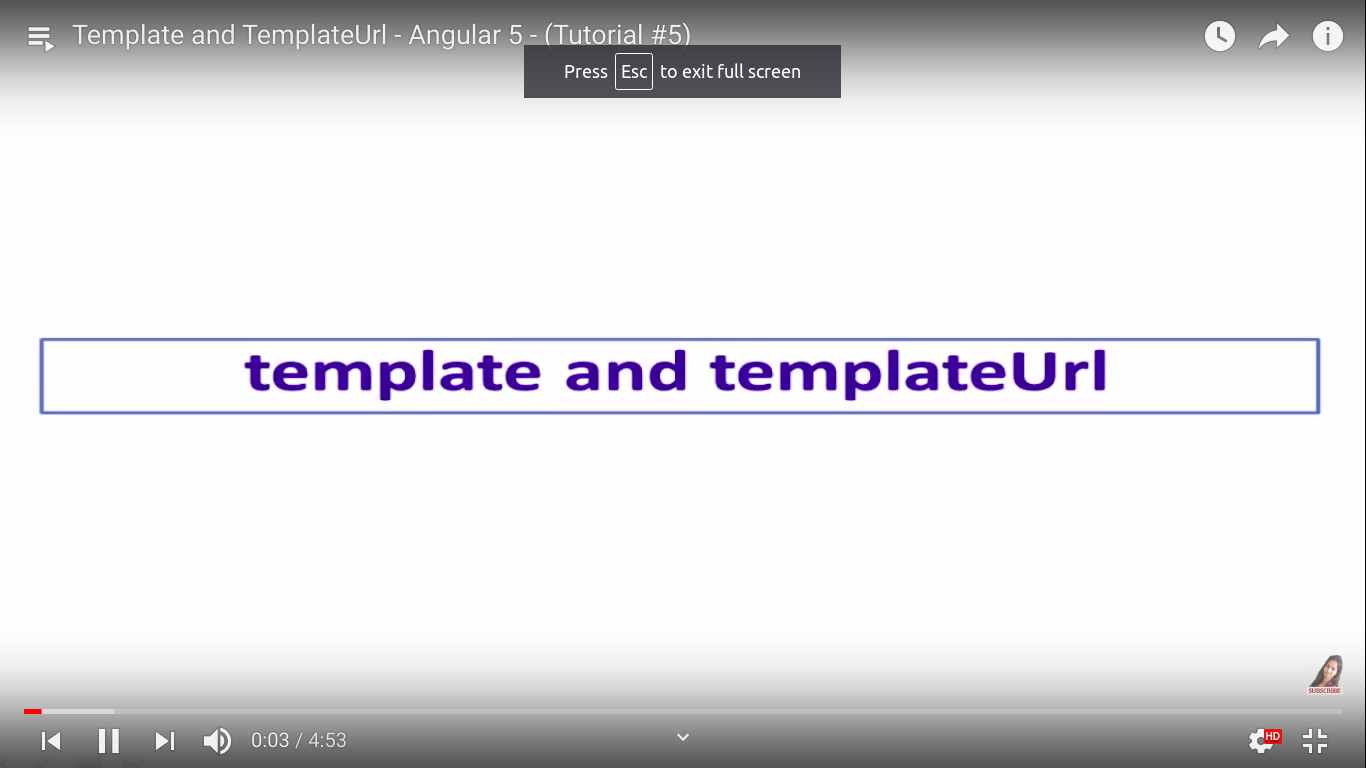 Template and TemplateUrl - Angular 5 - (Tutorial #5)
Press Esc to exit full screen
template and templateUrl
SUBSCRIBE
0:03 / 4:53
HD